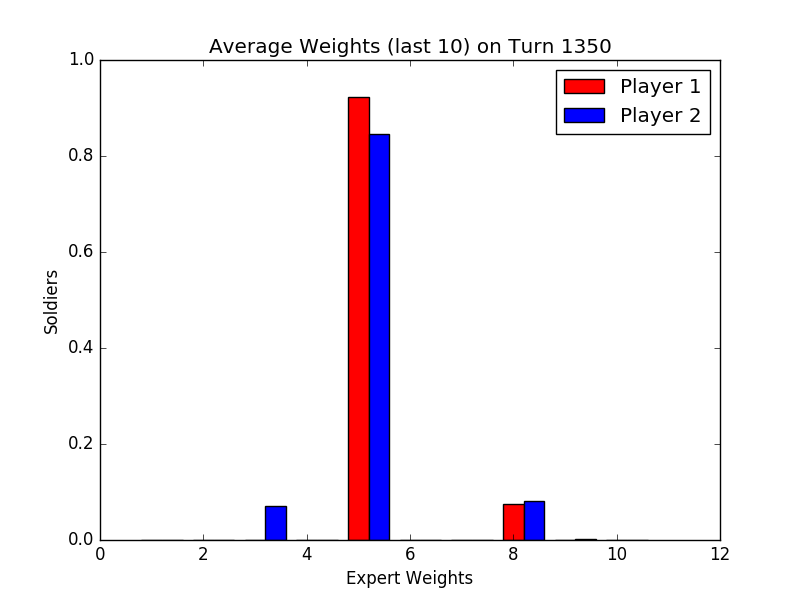 Average Weights (last 10) on Turn 1350
1.0
0.8
0.6
0.4
0.2
0.0
Soldiers
Player 1
Player 2
0 2 4 6 8 10 12
Expert Weights